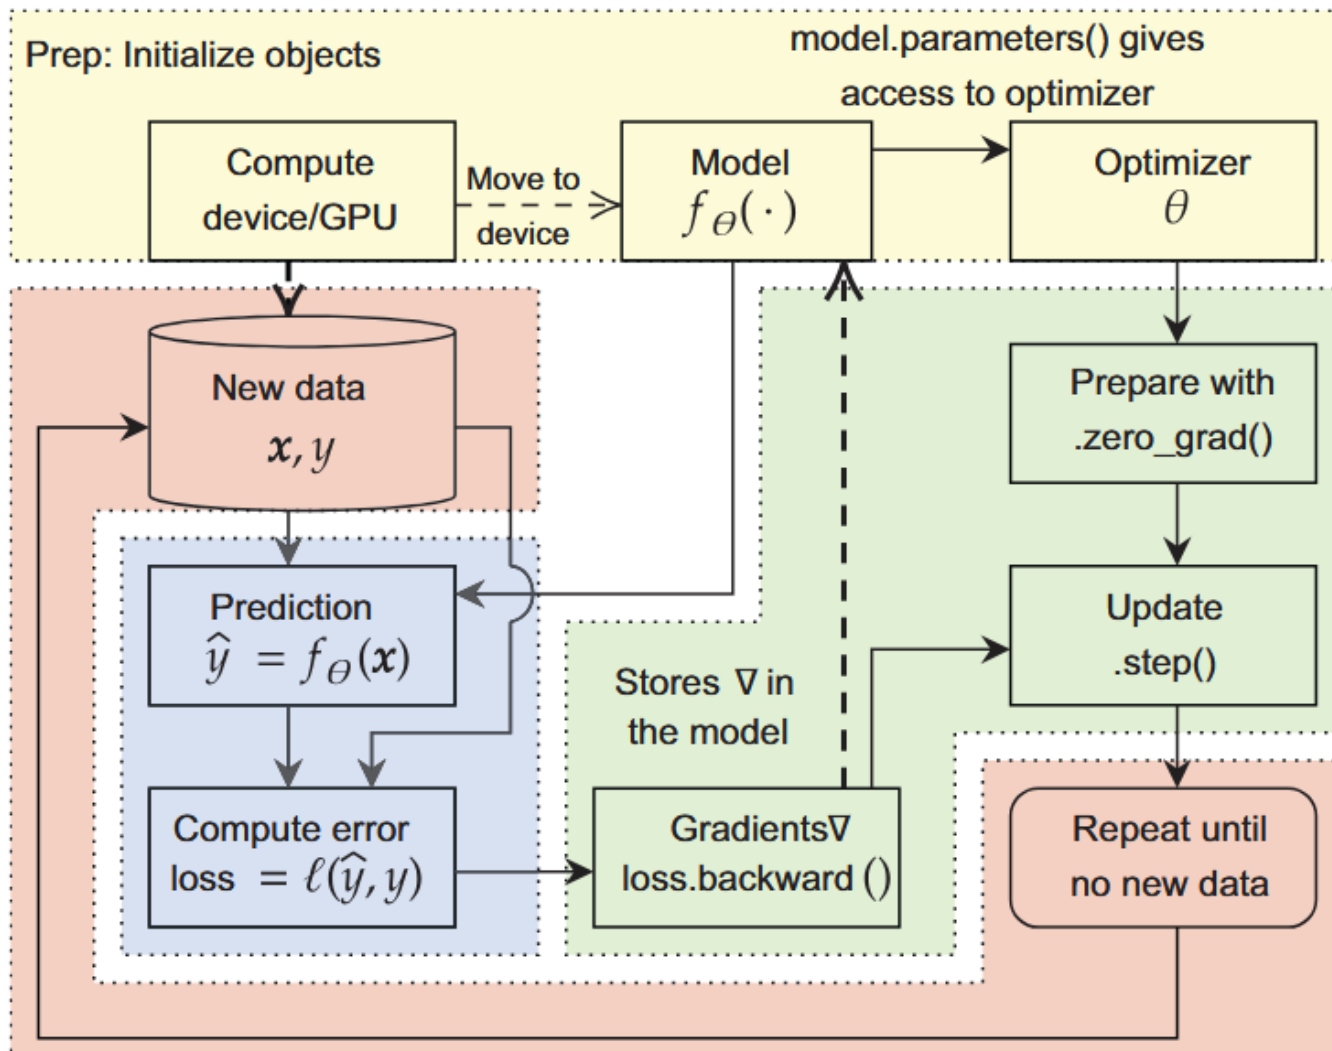 Prep: Initialize objects
model.parameters() gives
access to optimizer
Compute
device/GPU
Move to
device
Model
f_θ(·)
Optimizer
θ
New data
x, y
Prepare with
.zero_grad()
Prediction
ŷ = f_θ(x)
Update
.step()
Stores ∇ in
the model
Compute error
loss = ℓ(ŷ, y)
Gradients∇
loss.backward ()
Repeat until
no new data